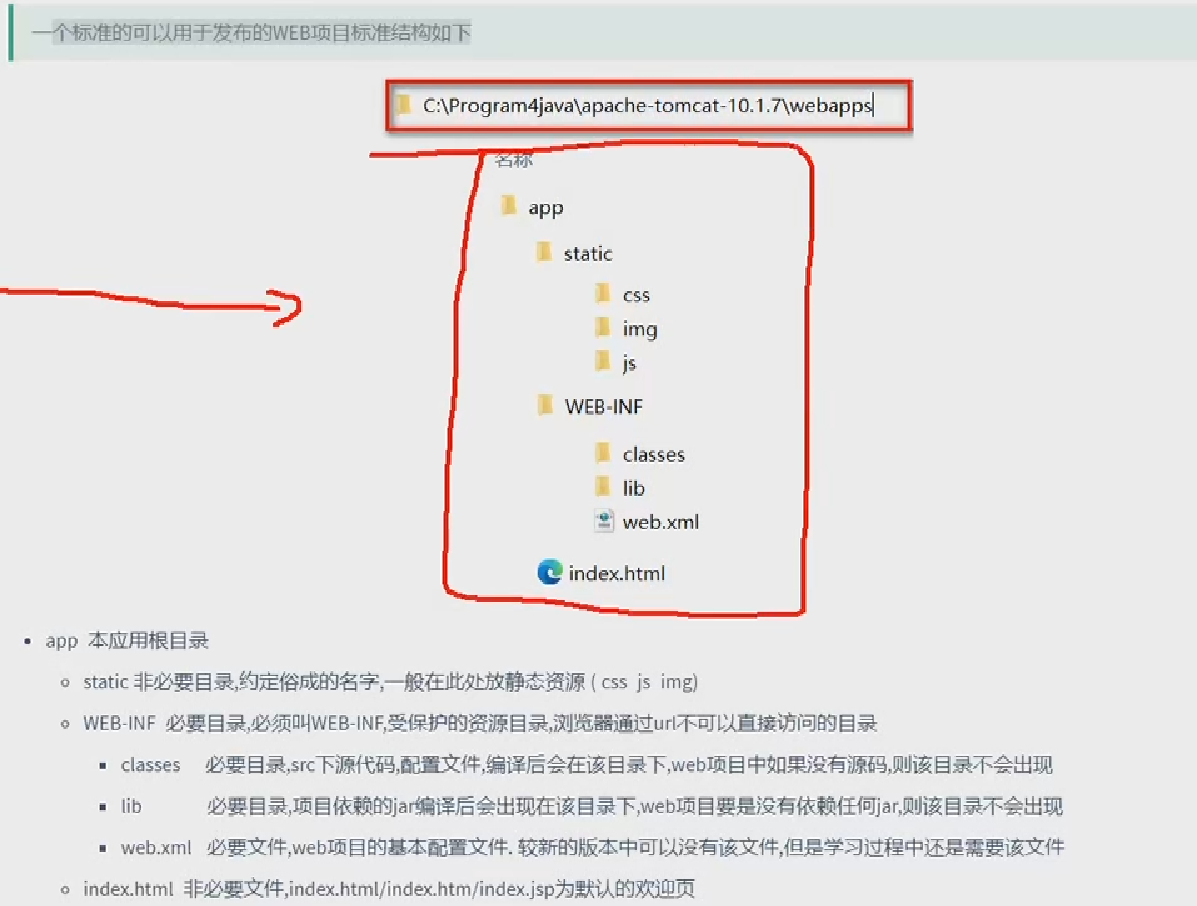 一个标准的可以用于发布的WEB项目标准结构如下
C:\Program4java\apache-tomcat-10.1.7\webapps
名称
app
static
css
img
js
WEB-INF
classes
lib
web.xml
index.html
• app 本应用根目录
○ static 非必要目录,约定俗成的名字,一般在此处放静态资源 ( css js img)
○ WEB-INF 必要目录,必须叫WEB-INF,受保护的资源目录,浏览器通过url不可以直接访问的目录
▪ classes 必要目录,src下源代码,配置文件,编译后会在该目录下,web项目中如果没有源码,则该目录不会出现
▪ lib 必要目录,项目依赖的jar编译后会出现在该目录下,web项目要是没有依赖任何jar,则该目录不会出现
▪ web.xml 必要文件,web项目的基本配置文件. 较新的版本中可以没有该文件,但是学习过程中还是需要该文件
○ index.html 非必要文件,index.html/index.htm/index.jsp为默认的欢迎页